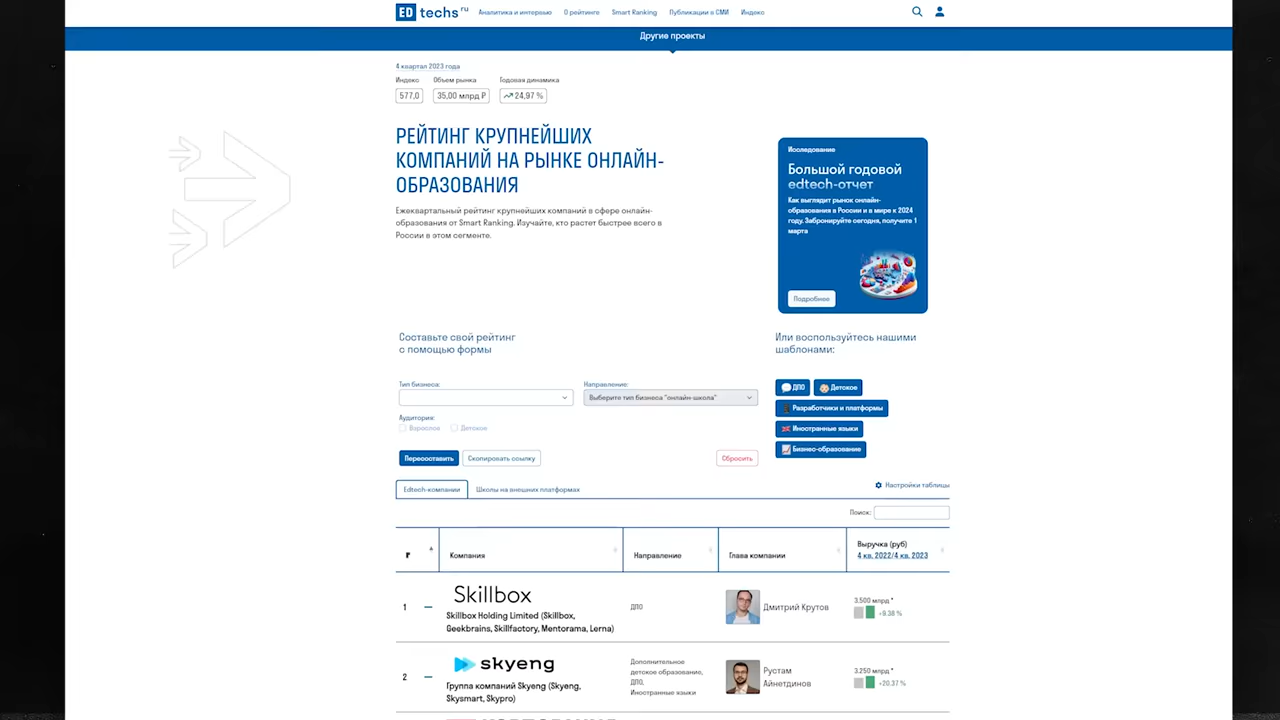 ED techs ru Аналитика и интервью О рейтинге Smart Ranking Публикации в СМИ Индекс
Другие проекты
4 квартал 2023 года
Индекс Объем рынка Годовая динамика
577,0 35,00 млрд ₽ 24,97 %
РЕЙТИНГ КРУПНЕЙШИХ
КОМПАНИЙ НА РЫНКЕ ОНЛАЙН-
ОБРАЗОВАНИЯ
Ежеквартальный рейтинг крупнейших компаний в сфере онлайн-
образования от Smart Ranking. Изучайте, кто растет быстрее всего в
России в этом сегменте.
Исследование
Большой годовой
edtech-отчет
Как выглядит рынок онлайн-
образования в России и в мире к 2024
году. Забронируйте сегодня, получите 1
марта
Подробнее
Составьте свой рейтинг
с помощью формы
Тип бизнеса: Направление:
Выберите тип бизнеса "онлайн-школа"
Аудитория:
Взрослое Детское
Пересоставить Скопировать ссылку Сбросить
Или воспользуйтесь нашими
шаблонами:
ДПО Детское
Разработчики и платформы
Иностранные языки
Бизнес-образование
Edtech-компании Школы на внешних платформах Настройки таблицы
Поиск:
Компания Направление Глава компании Выручка (руб)
4 кв. 2022/4 кв. 2023
1 Skillbox
Skillbox Holding Limited (Skillbox,
Geekbrains, Skillfactory, Mentorama, Lerna)
ДПО
Дмитрий Крутов
3.500 млрд *
+9.38 %
2 skyeng
Группа компаний Skyeng (Skyeng,
Skysmart, Skypro)
Дополнительное
детское образование,
ДПО,
Иностранные языки
Рустам
Айнетдинов
3.250 млрд *
+20.37 %